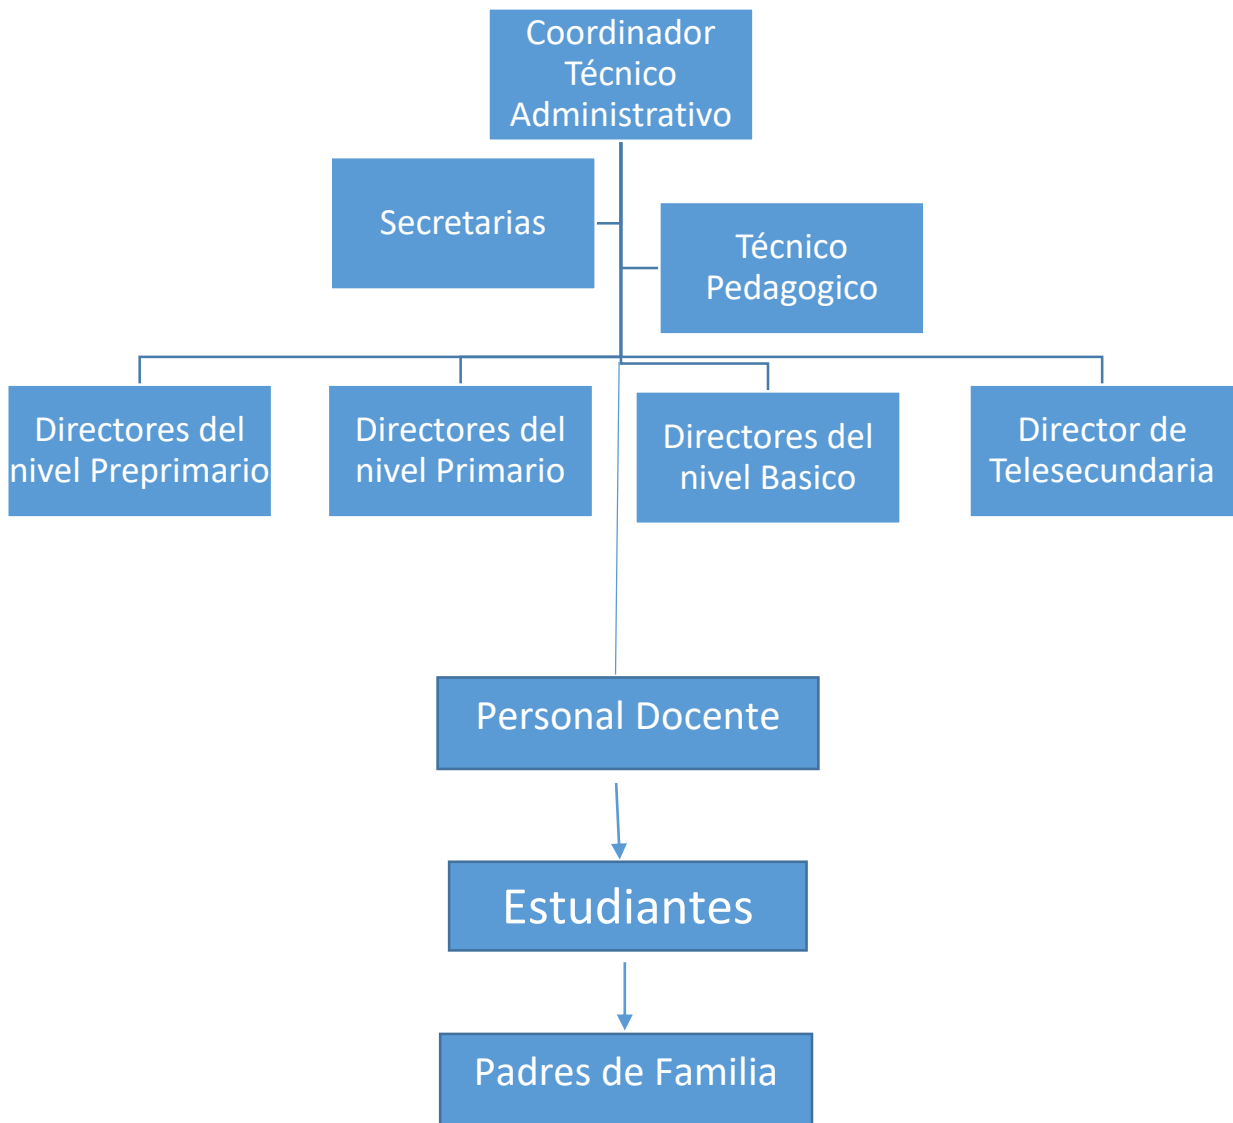 Coordinador
Técnico
Administrativo
Secretarias
Técnico
Pedagogico
Directores del
nivel Preprimario
Directores del
nivel Primario
Directores del
nivel Basico
Director de
Telesecundaria
Personal Docente
Estudiantes
Padres de Familia